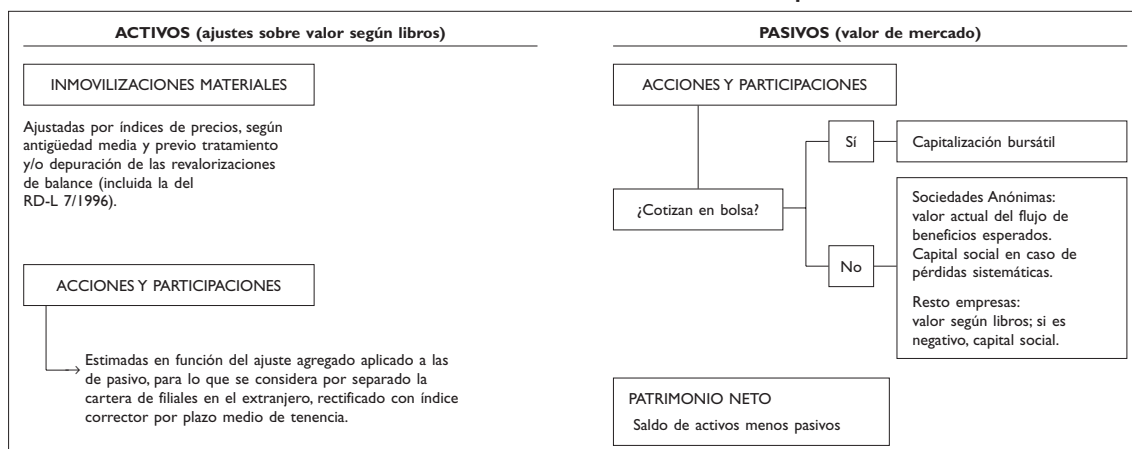 ACTIVOS (ajustes sobre valor según libros)
INMOVILIZACIONES MATERIALES
Ajustadas por índices de precios, según
antigüedad media y previo tratamiento
y/o depuración de las revalorizaciones
de balance (incluida la del
RD-L 7/1996).
ACCIONES Y PARTICIPACIONES
Estimadas en función del ajuste agregado aplicado a las
de pasivo, para lo que se considera por separado la
cartera de filiales en el extranjero, rectificado con índice
corrector por plazo medio de tenencia.
PASIVOS (valor de mercado)
ACCIONES Y PARTICIPACIONES
¿Cotizan en bolsa?
Sí
Capitalización bursátil
No
Sociedades Anónimas:
valor actual del flujo de
beneficios esperados.
Capital social en caso de
pérdidas sistemáticas.
Resto empresas:
valor según libros; si es
negativo, capital social.
PATRIMONIO NETO
Saldo de activos menos pasivos